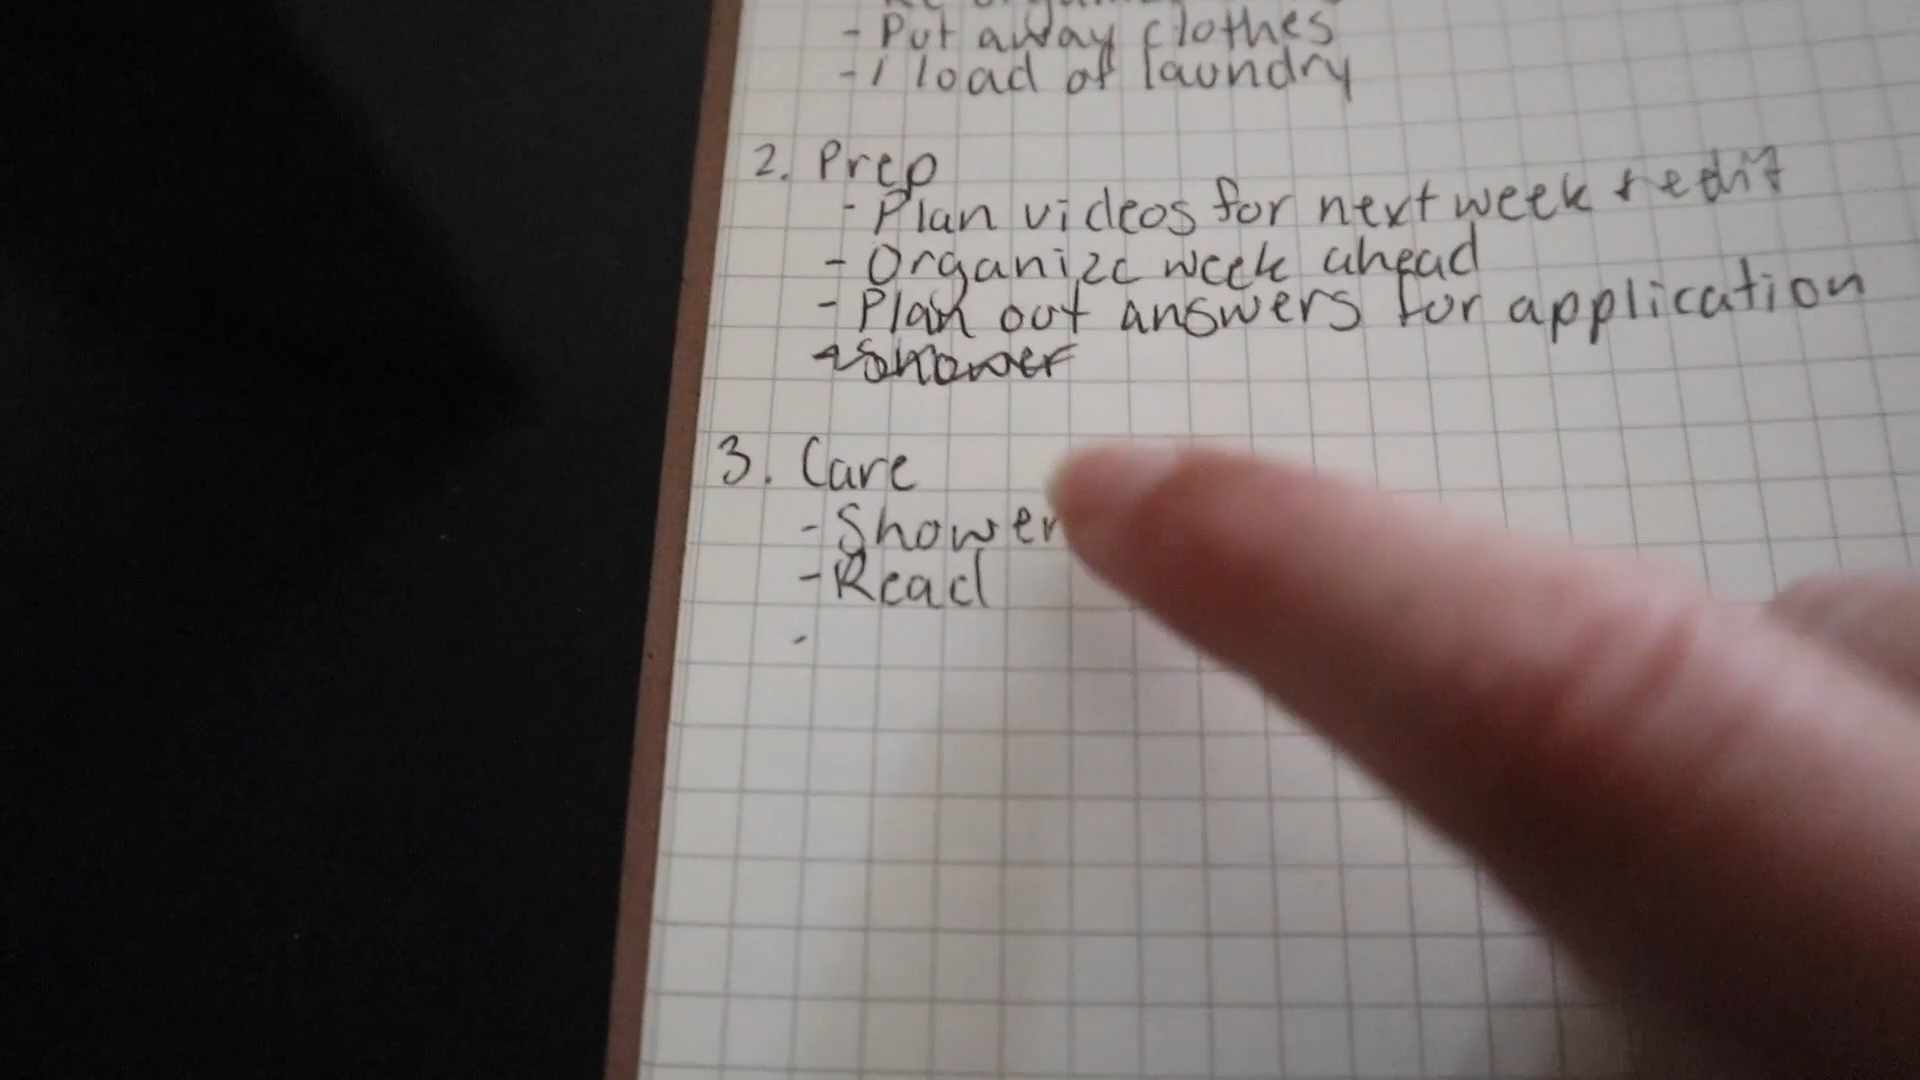 - Put away clothes
- 1 load of laundry
2. Prep
- Plan videos for next week + edit
- Organize week ahead
- Plan out answers for application
- Shower
3. Care
- Shower
- Read
-